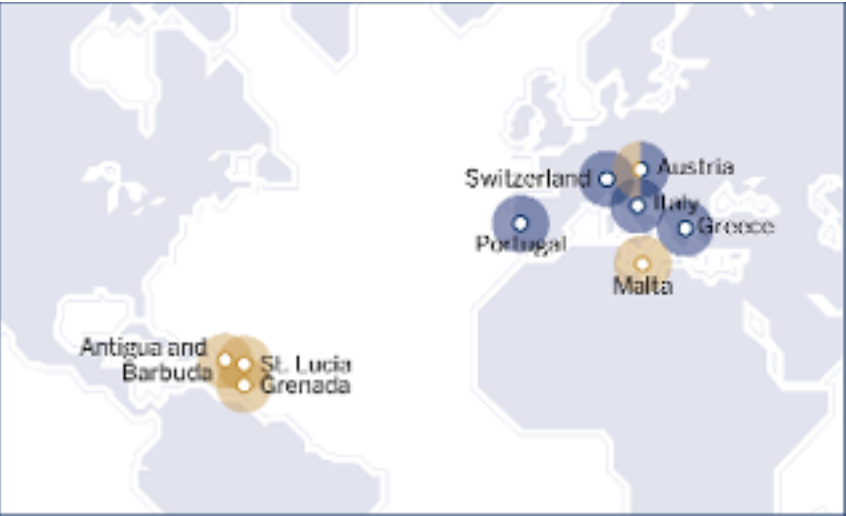 Switzerland
Austria
Italy
Portugal
Greece
Malta
Antigua and
Barbuda
St. Lucia
Grenada